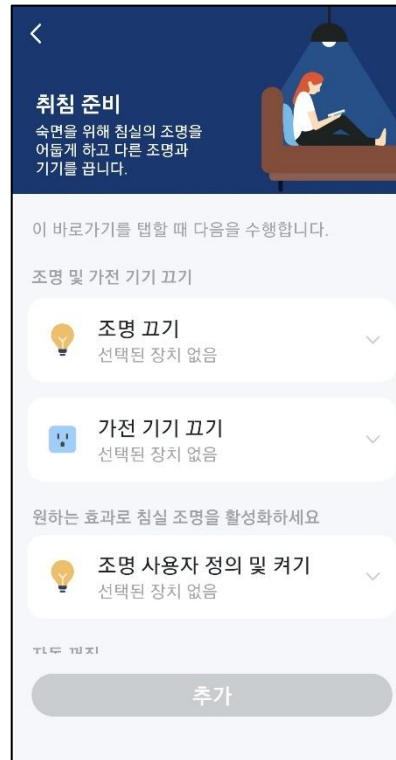 취침 준비
숙면을 위해 침실의 조명을
어둡게 하고 다른 조명과
기기를 끕니다.
이 바로가기를 탭할 때 다음을 수행합니다.
조명 및 가전 기기 끄기
조명 끄기
선택된 장치 없음
가전 기기 끄기
선택된 장치 없음
원하는 효과로 침실 조명을 활성화하세요
조명 사용자 정의 및 켜기
선택된 장치 없음
추가